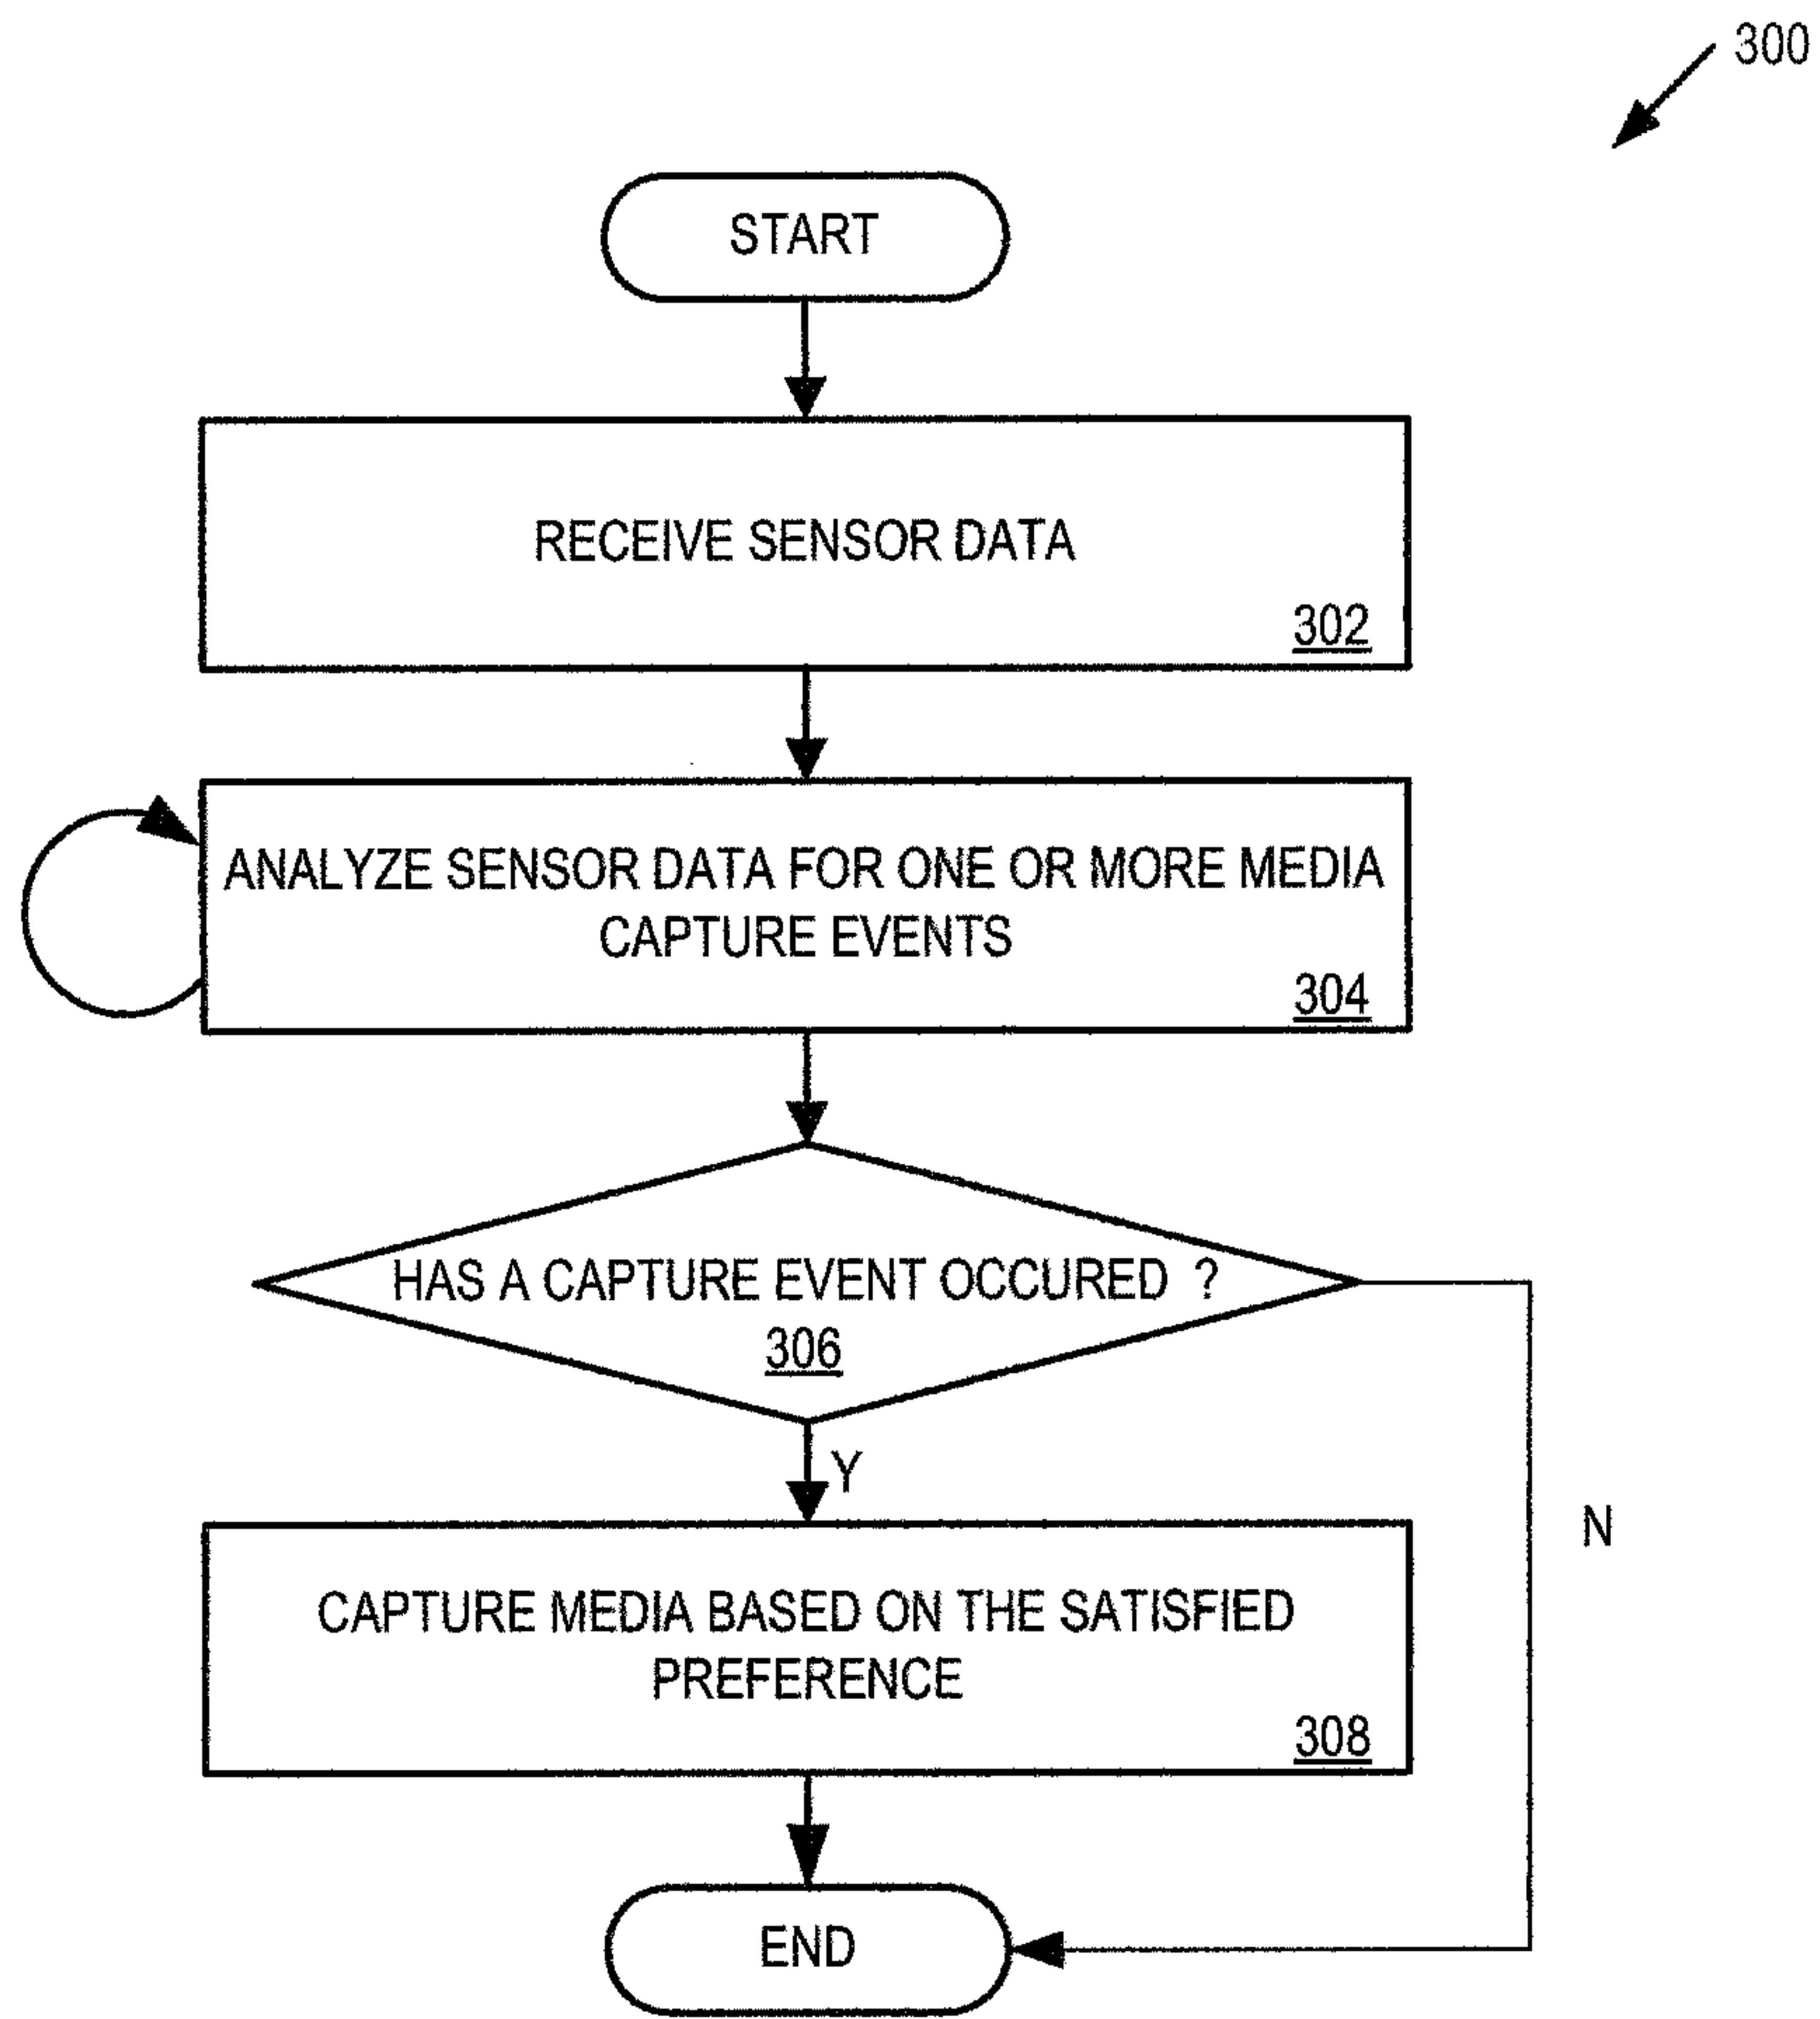 300
START
RECEIVE SENSOR DATA
302
ANALYZE SENSOR DATA FOR ONE OR MORE MEDIA
CAPTURE EVENTS
304
HAS A CAPTURE EVENT OCCURED ?
306
Y
N
CAPTURE MEDIA BASED ON THE SATISFIED
PREFERENCE
308
END